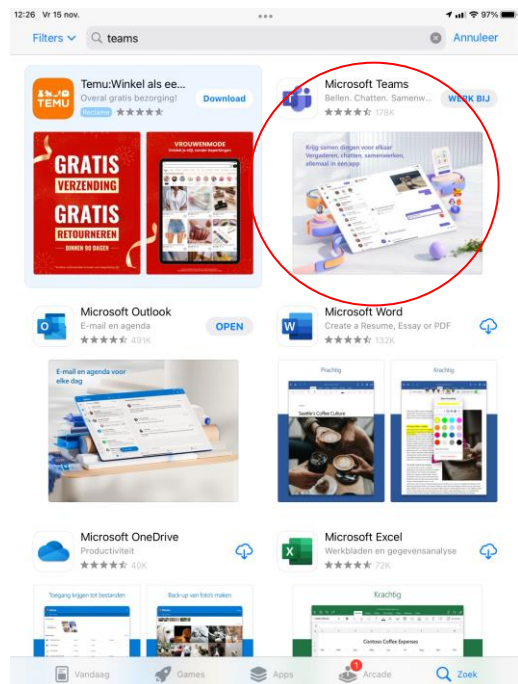 12:26 Vr 15 nov.
97%
Filters
teams
Annuleer
Temu:Winkel als ee...
Overal gratis bezorging!
Reclame
Download
TEMU
GRATIS
VERZENDING
GRATIS
RETOURNEREN
BINNEN 90 DAGEN
VROUWENMODE
Microsoft Teams
Bellen. Chatten. Samenw...
178K
WERK BIJ
Krijg samen dingen voor elkaar
Vergaderen, chatten, samenwerken,
allemaal in één app
Microsoft Outlook
E-mail en agenda
491K
OPEN
E-mail en agenda voor
elke dag
Microsoft Word
Create a Resume, Essay or PDF
132K
Prachtig
Seattle's Coffee Culture
Krachtig
Microsoft OneDrive
Productiviteit
40K
Toegang krijgen tot bestanden
Back-up van foto's maken
Microsoft Excel
Werkbladen en gegevensanalyse
72K
Krachtig
Contoso Coffee Expenses
Vandaag
Games
Apps
1
Arcade
Zoek